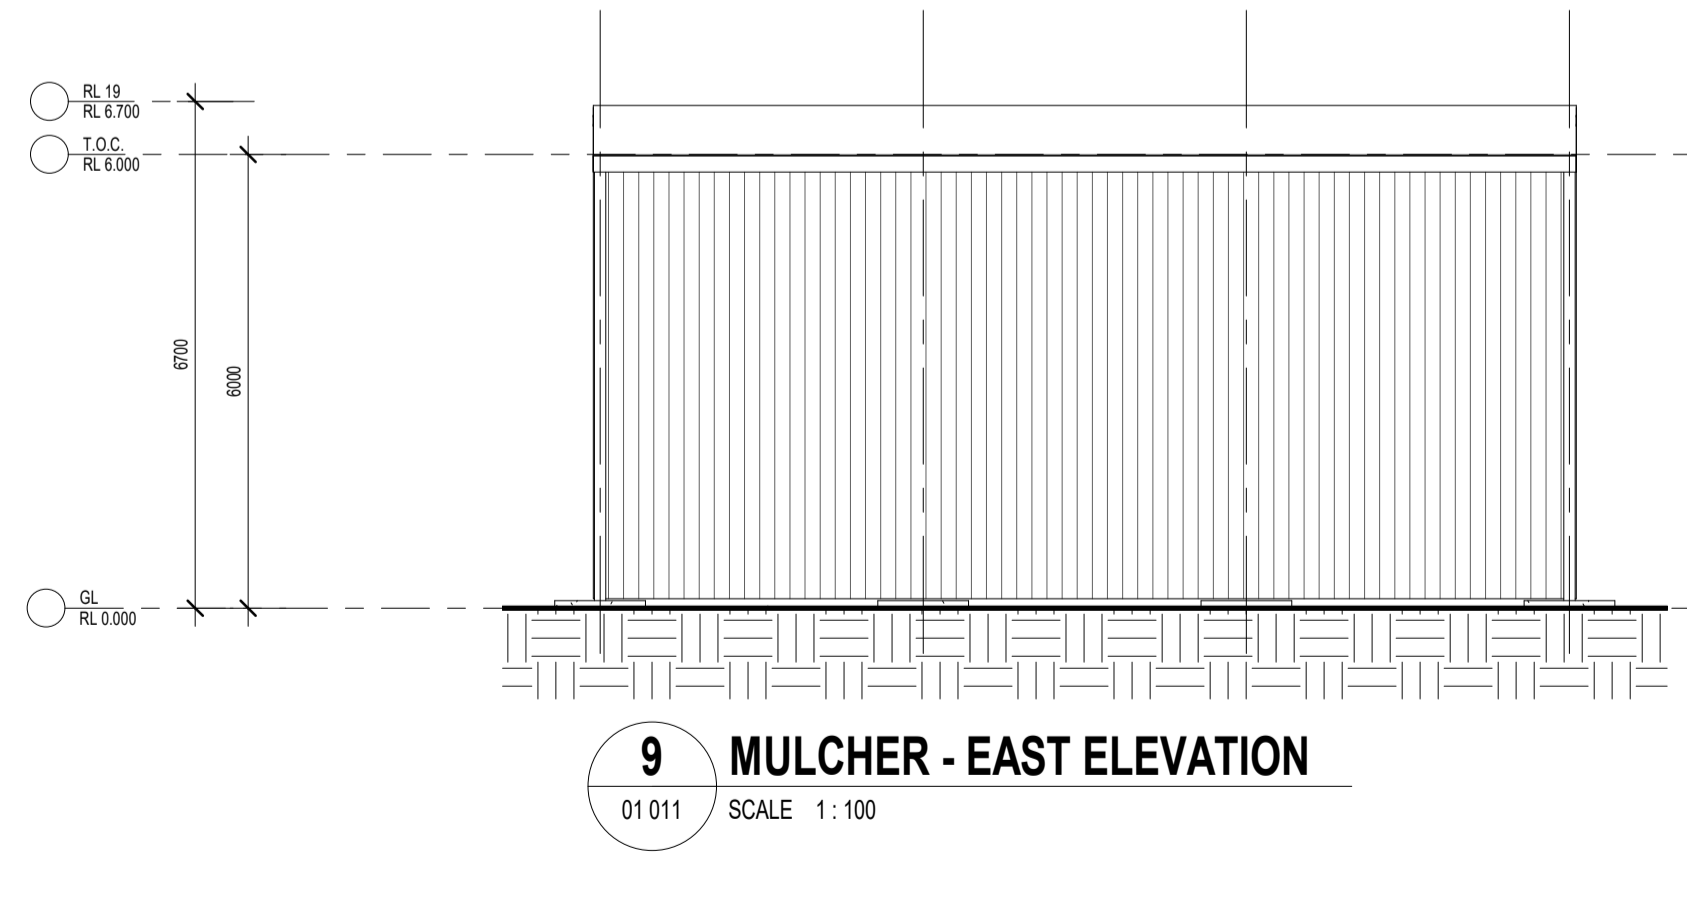 RL 19
RL 6.700
T.O.C.
RL 6.000
6700
6000
GL
RL 0.000
9
MULCHER - EAST ELEVATION
01 011
SCALE 1 : 100